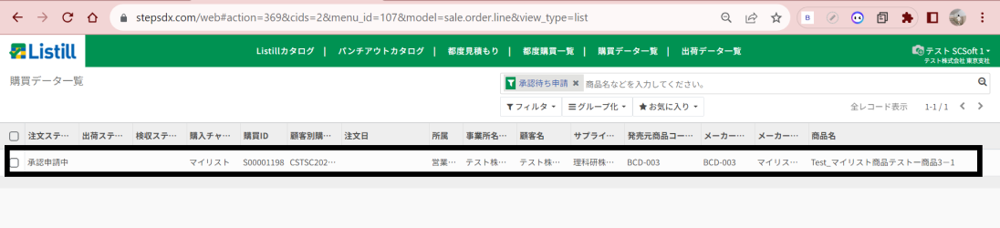 stepsdx.com/web#action=369&cids=2&menu_id=107&model=sale.order.line&view_type=list
Listill
Listillカタログ | パンチアウトカタログ | 都度見積もり | 都度購買一覧 | 購買データ一覧 | 出荷データ一覧
テスト SCSoft 1
テスト株式会社 東京支社
購買データ一覧
承認待ち申請 × 商品名などを入力してください。
フィルタ グループ化 お気に入り
全レコード表示 1-1 / 1
注文ステ… 出荷ステ… 検収ステ… 購入チャ… 購買ID 顧客別購… 注文日 所属 事業所名… 顧客名 サプライ… 発売元商品コー… メーカー… メーカー… 商品名
承認申請中 マイリスト S00001198 CSTSC202… 営業… テスト株… テスト株… 理科研株… BCD-003 BCD-003 マイリス… Test_マイリスト商品テストー商品3ー1